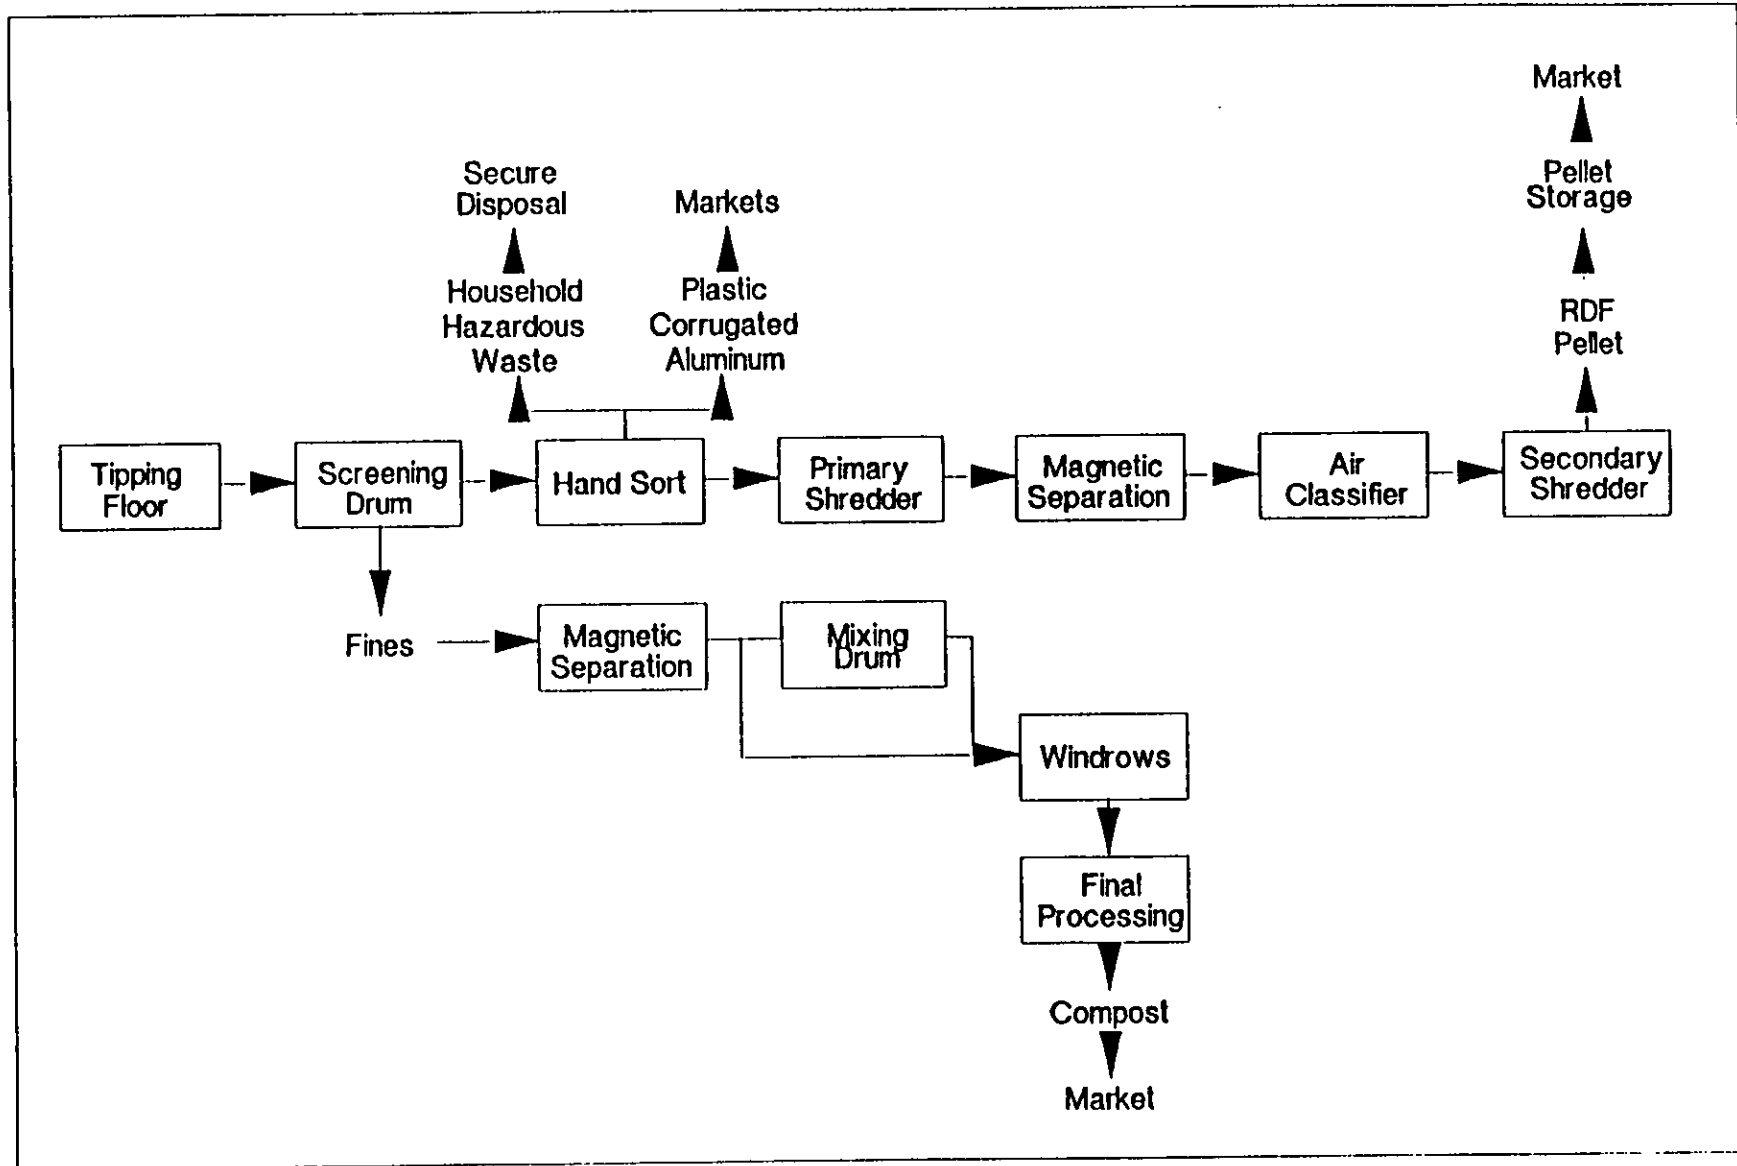 Market
Pellet
Storage
RDF
Pellet
Secure
Disposal
Household
Hazardous
Waste
Markets
Plastic
Corrugated
Aluminum
Tipping
Floor
Screening
Drum
Hand Sort
Primary
Shredder
Magnetic
Separation
Air
Classifier
Secondary
Shredder
Fines
Magnetic
Separation
Mixing
Drum
Windrows
Final
Processing
Compost
Market